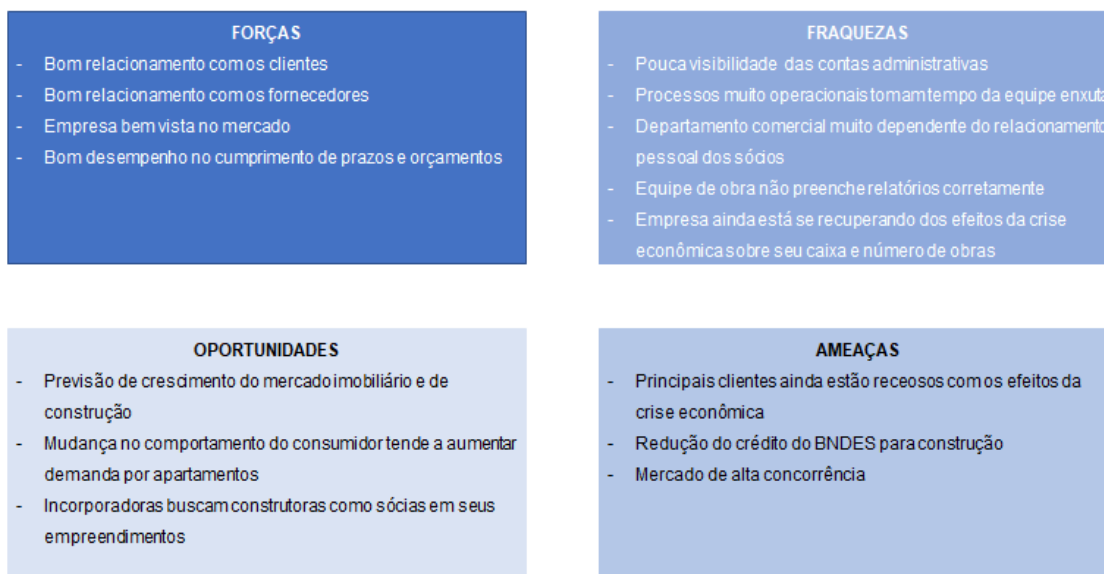 FORÇAS
- Bom relacionamento com os clientes
- Bom relacionamento com os fornecedores
- Empresa bem vista no mercado
- Bom desempenho no cumprimento de prazos e orçamentos
FRAQUEZAS
- Pouca visibilidade das contas administrativas
- Processos muito operacionais tomam tempo da equipe enxuta
- Departamento comercial muito dependente do relacionamento
pessoal dos sócios
- Equipe de obra não preenche relatórios corretamente
- Empresa ainda está se recuperando dos efeitos da crise
econômica sobre seu caixa e número de obras
OPORTUNIDADES
- Previsão de crescimento do mercado imobiliário e de
construção
- Mudança no comportamento do consumidor tende a aumentar
demanda por apartamentos
- Incorporadoras buscam construtoras como sócias em seus
empreendimentos
AMEAÇAS
- Principais clientes ainda estão receosos com os efeitos da
crise econômica
- Redução do crédito do BNDES para construção
- Mercado de alta concorrência